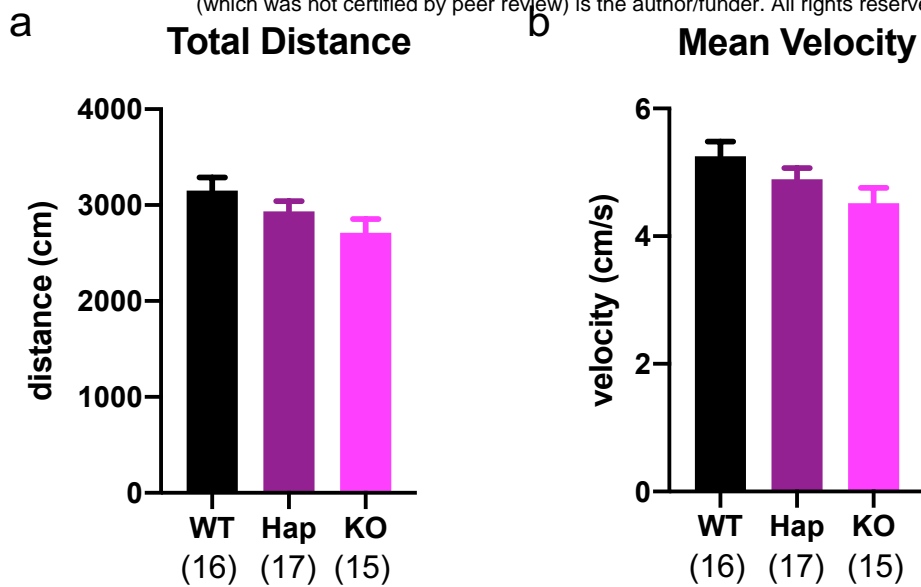 (which was not certified by peer review) is the author/funder. All rights reserve
a
Total Distance
distance (cm)
4000
3000
2000
1000
0
WT Hap KO
(16) (17) (15)
b
Mean Velocity
velocity (cm/s)
6
4
2
0
WT Hap KO
(16) (17) (15)